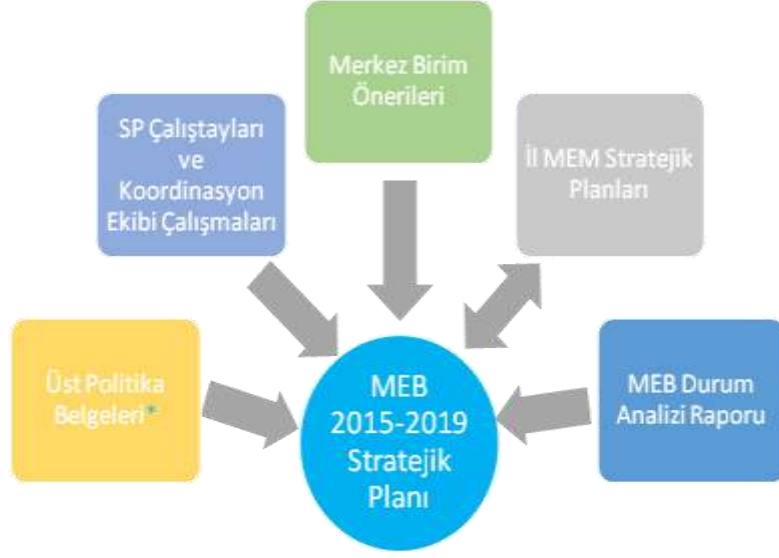 Merkez Birim
Önerileri
SP Çalıştayları
ve
Koordinasyon
Ekibi Çalışmaları
İl MEM Stratejik
Planları
Üst Politika
Belgeleri*
MEB
2015-2019
Stratejik
Planı
MEB Durum
Analizi Raporu